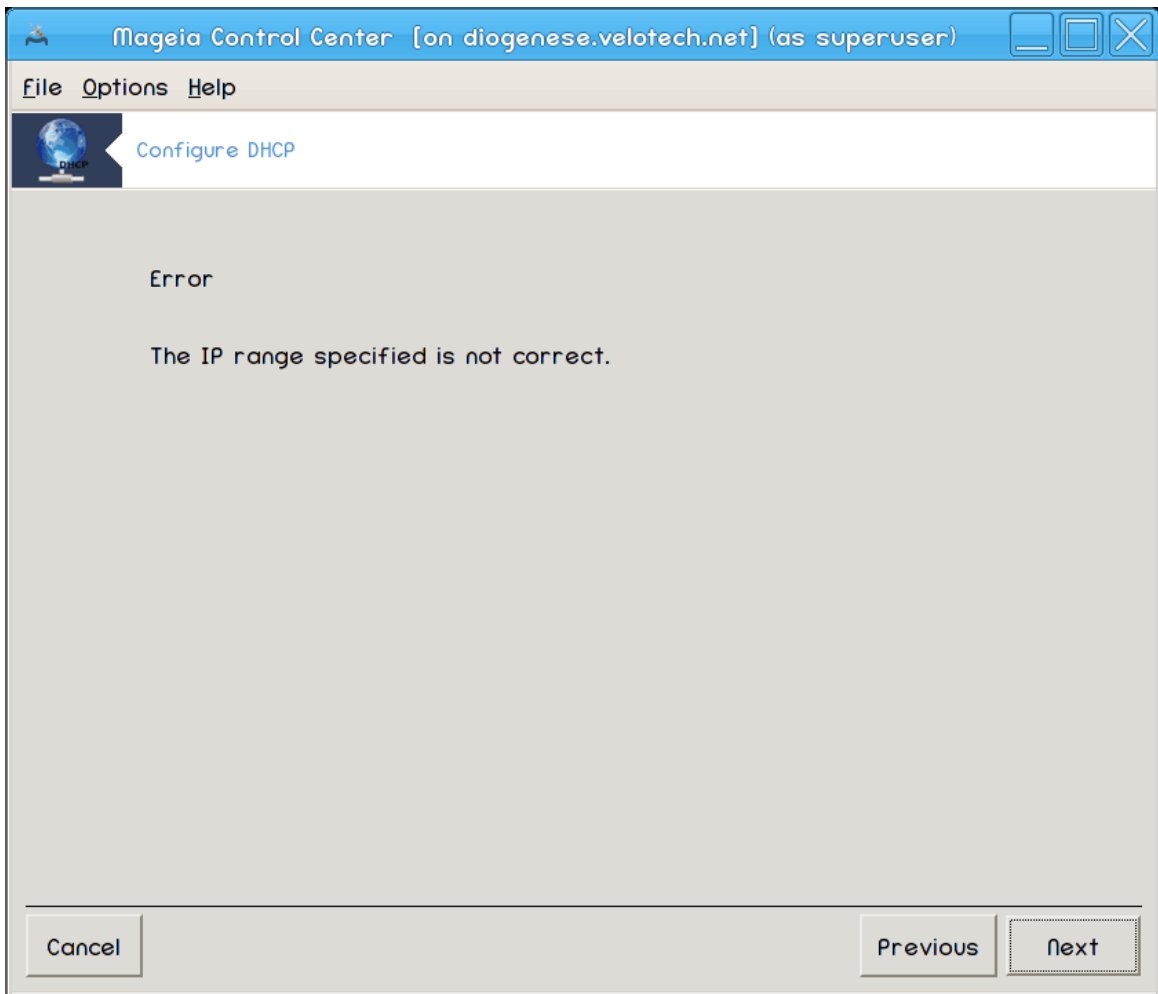 Mageia Control Center [on diogenese.velotech.net] (as superuser)
File Options Help
DHCP
Configure DHCP
Error
The IP range specified is not correct.
Cancel Previous Next